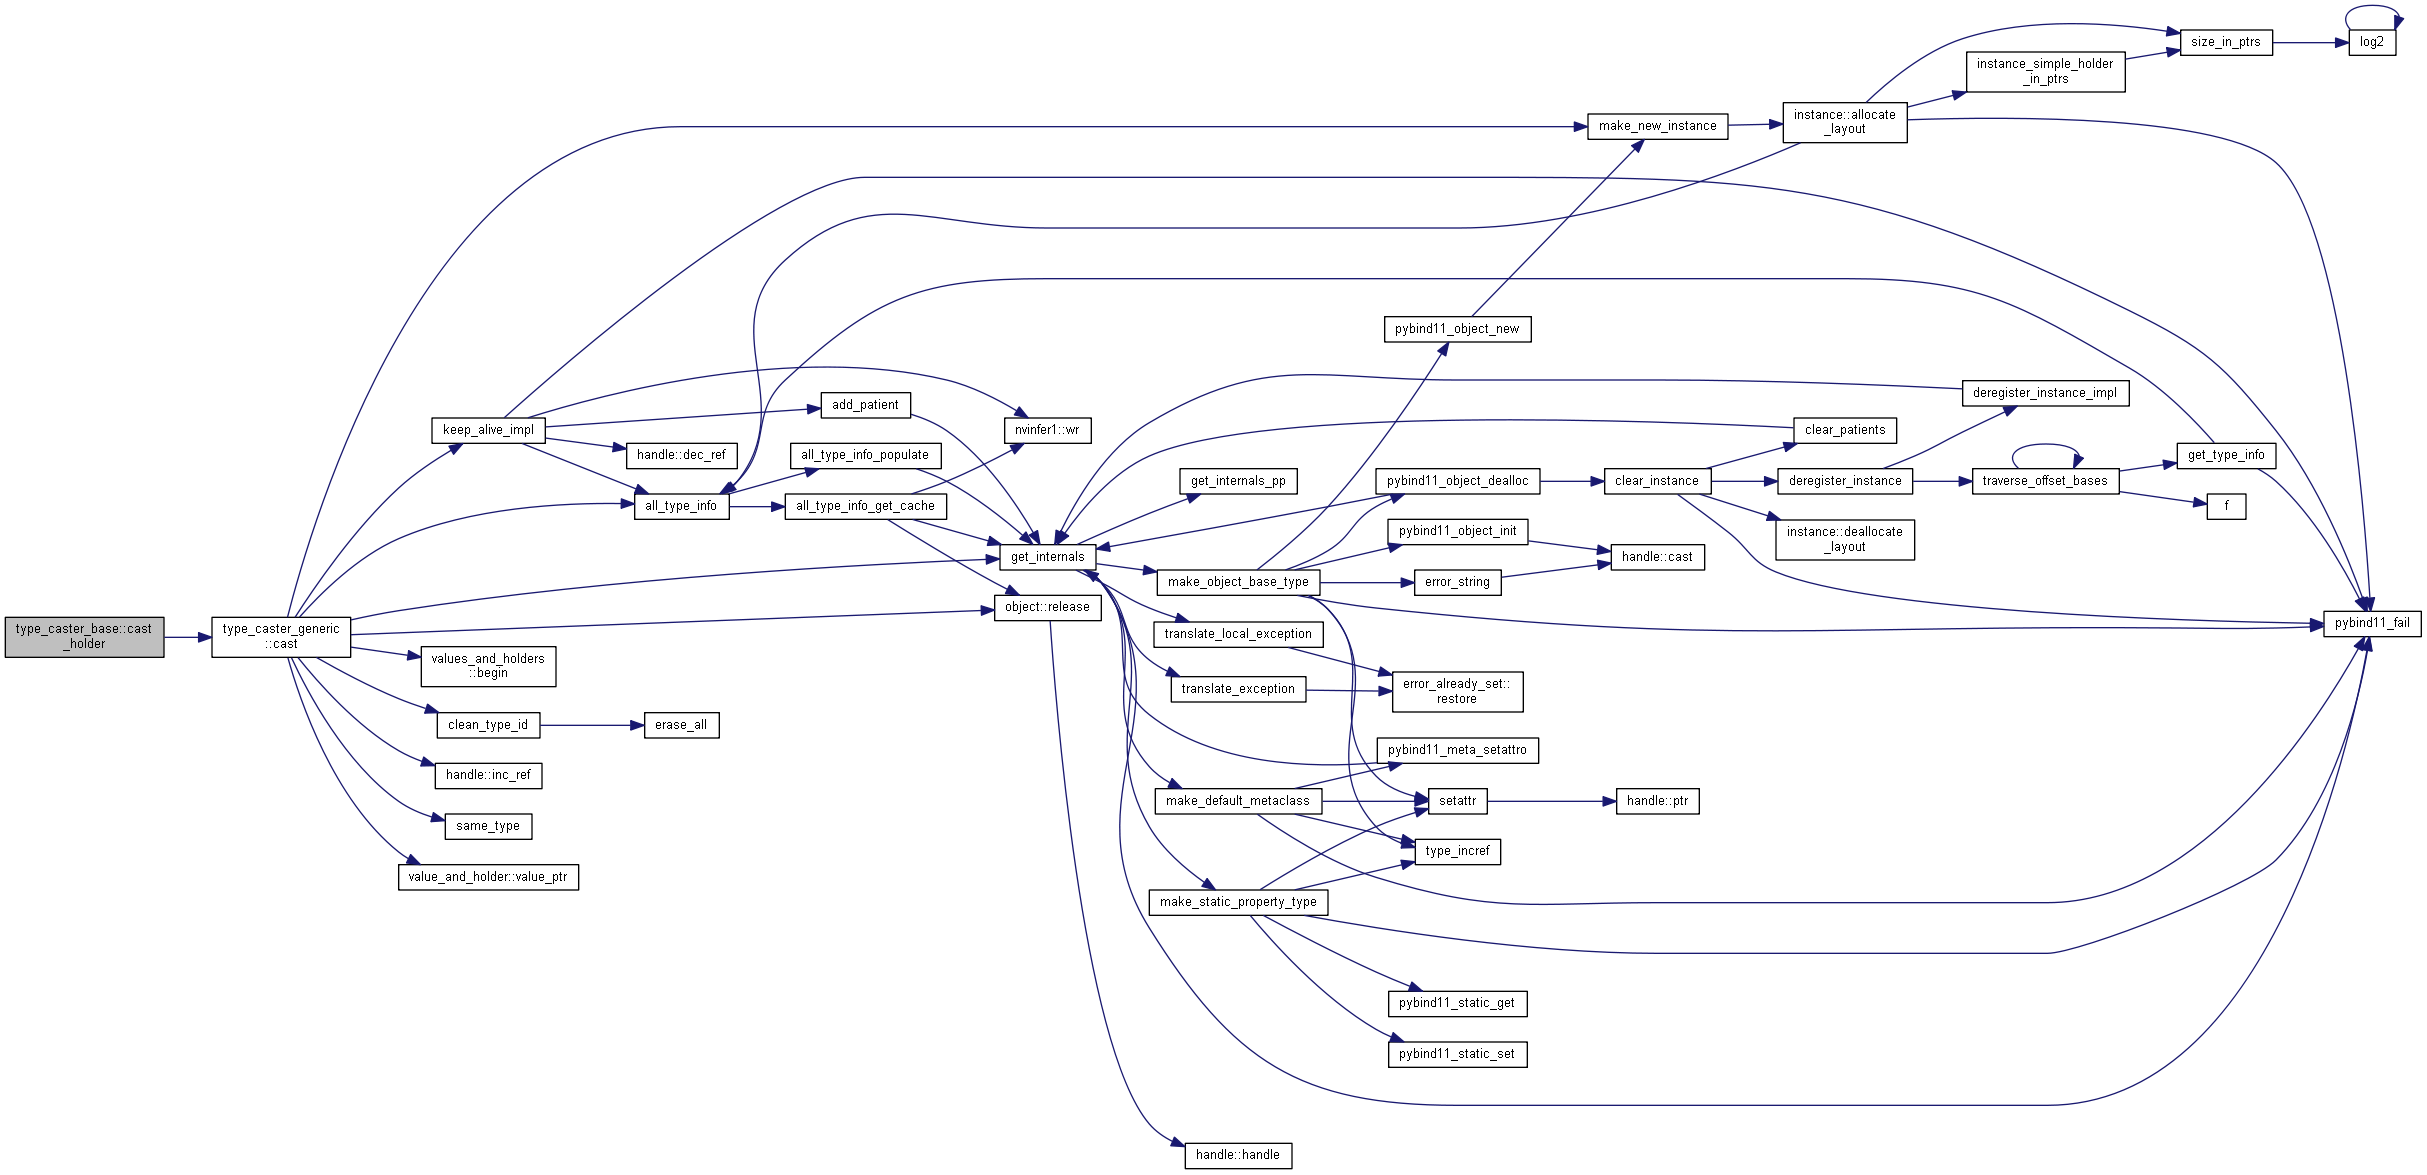 size_in_ptrs
log2
instance_simple_holder
_in_ptrs
make_new_instance
instance::allocate
_layout
pybind11_object_new
deregister_instance_impl
add_patient
keep_alive_impl
nvinfer1::wr
clear_patients
handle::dec_ref
all_type_info_populate
get_type_info
get_internals_pp
pybind11_object_dealloc
clear_instance
deregister_instance
traverse_offset_bases
all_type_info
all_type_info_get_cache
f
pybind11_object_init
instance::deallocate
_layout
get_internals
handle::cast
make_object_base_type
error_string
object::release
pybind11_fail
type_caster_base::cast
_holder
type_caster_generic
::cast
translate_local_exception
values_and_holders
::begin
translate_exception
error_already_set::
restore
clean_type_id
erase_all
pybind11_meta_setattro
handle::inc_ref
make_default_metaclass
setattr
handle::ptr
same_type
type_incref
value_and_holder::value_ptr
make_static_property_type
pybind11_static_get
pybind11_static_set
handle::handle